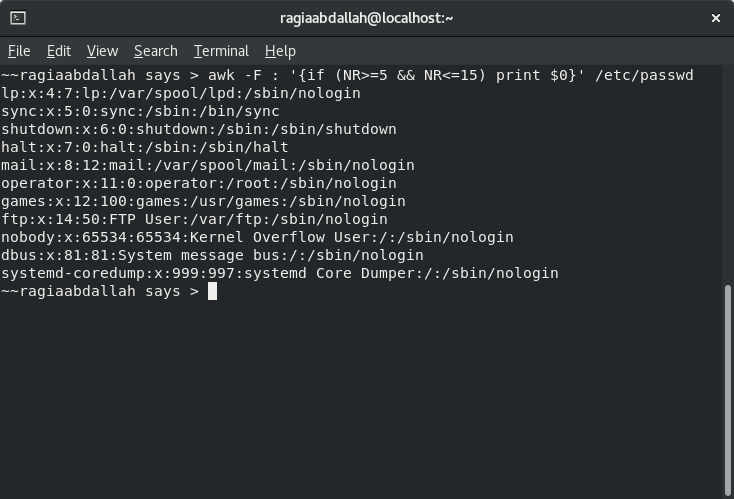 ragiaabdallah@localhost:~
File Edit View Search Terminal Help
~~ragiaabdallah says > awk -F : '{if (NR>=5 && NR<=15) print $0}' /etc/passwd
lp:x:4:7:lp:/var/spool/lpd:/sbin/nologin
sync:x:5:0:sync:/sbin:/bin/sync
shutdown:x:6:0:shutdown:/sbin:/sbin/shutdown
halt:x:7:0:halt:/sbin:/sbin/halt
mail:x:8:12:mail:/var/spool/mail:/sbin/nologin
operator:x:11:0:operator:/root:/sbin/nologin
games:x:12:100:games:/usr/games:/sbin/nologin
ftp:x:14:50:FTP User:/var/ftp:/sbin/nologin
nobody:x:65534:65534:Kernel Overflow User:/:/sbin/nologin
dbus:x:81:81:System message bus:/:/sbin/nologin
systemd-coredump:x:999:997:systemd Core Dumper:/:/sbin/nologin
~~ragiaabdallah says >